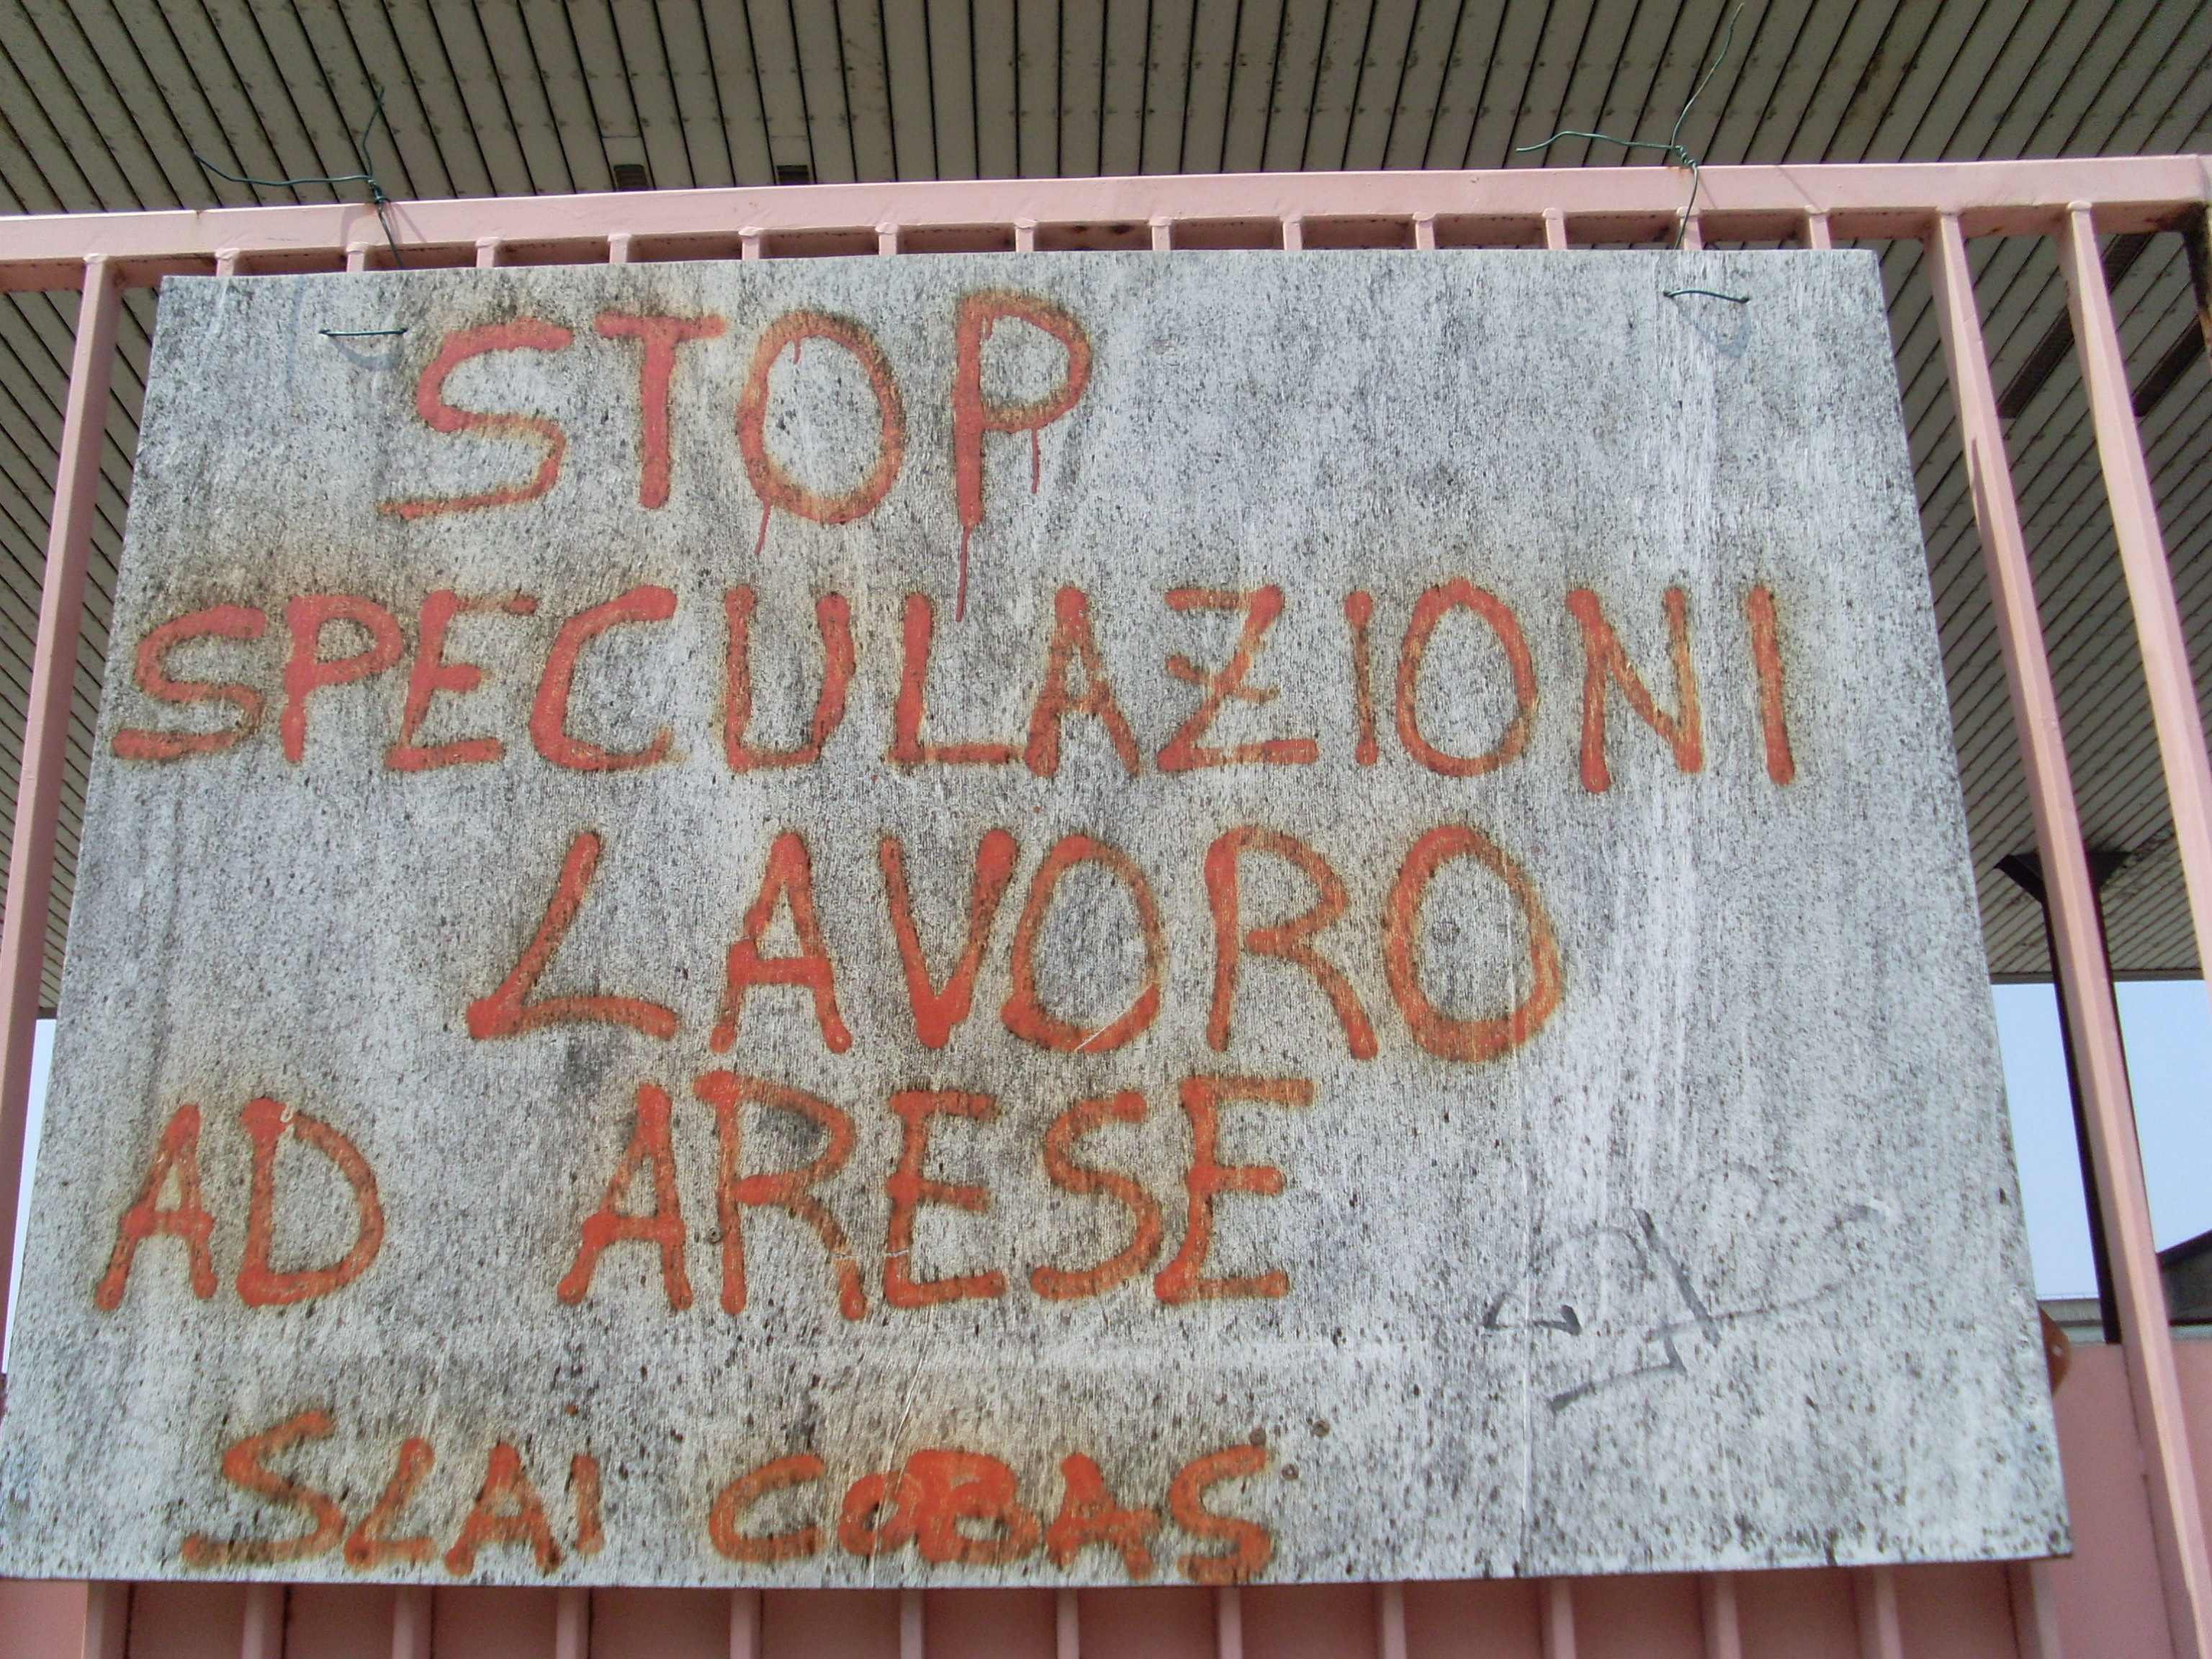 STOP
SPECULAZIONI
LAVORO
AD ARESE
SLAI COBAS